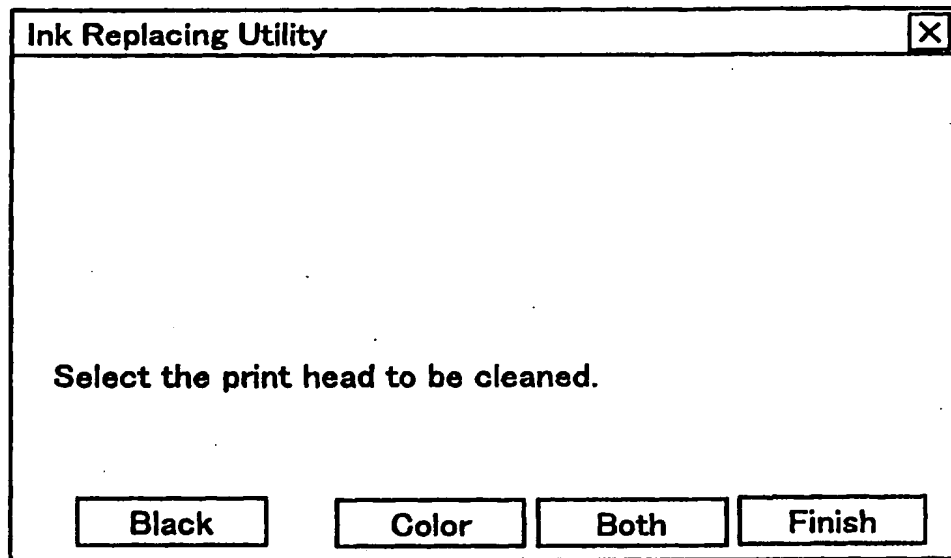 Ink Replacing Utility
Select the print head to be cleaned.
Black Color Both Finish